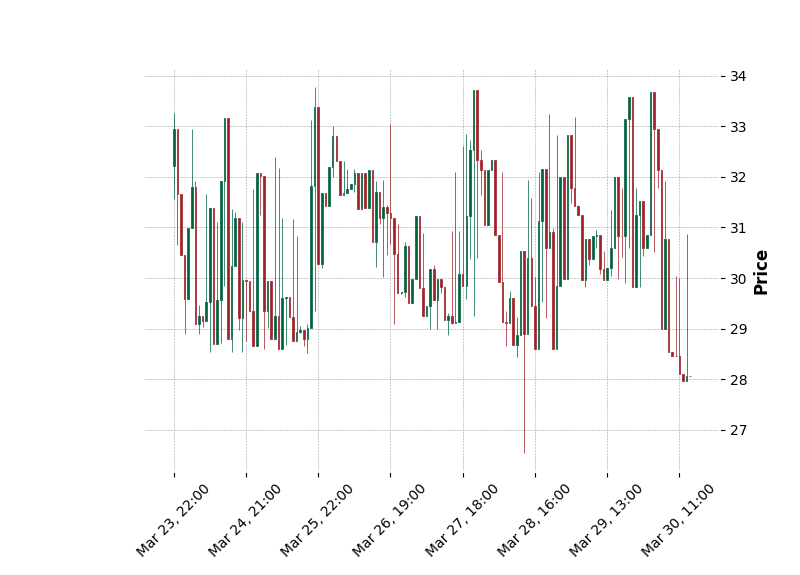 34
33
32
31
30
29
28
27
Price
Mar 23, 22:00
Mar 24, 21:00
Mar 25, 22:00
Mar 26, 19:00
Mar 27, 18:00
Mar 28, 16:00
Mar 29, 13:00
Mar 30, 11:00